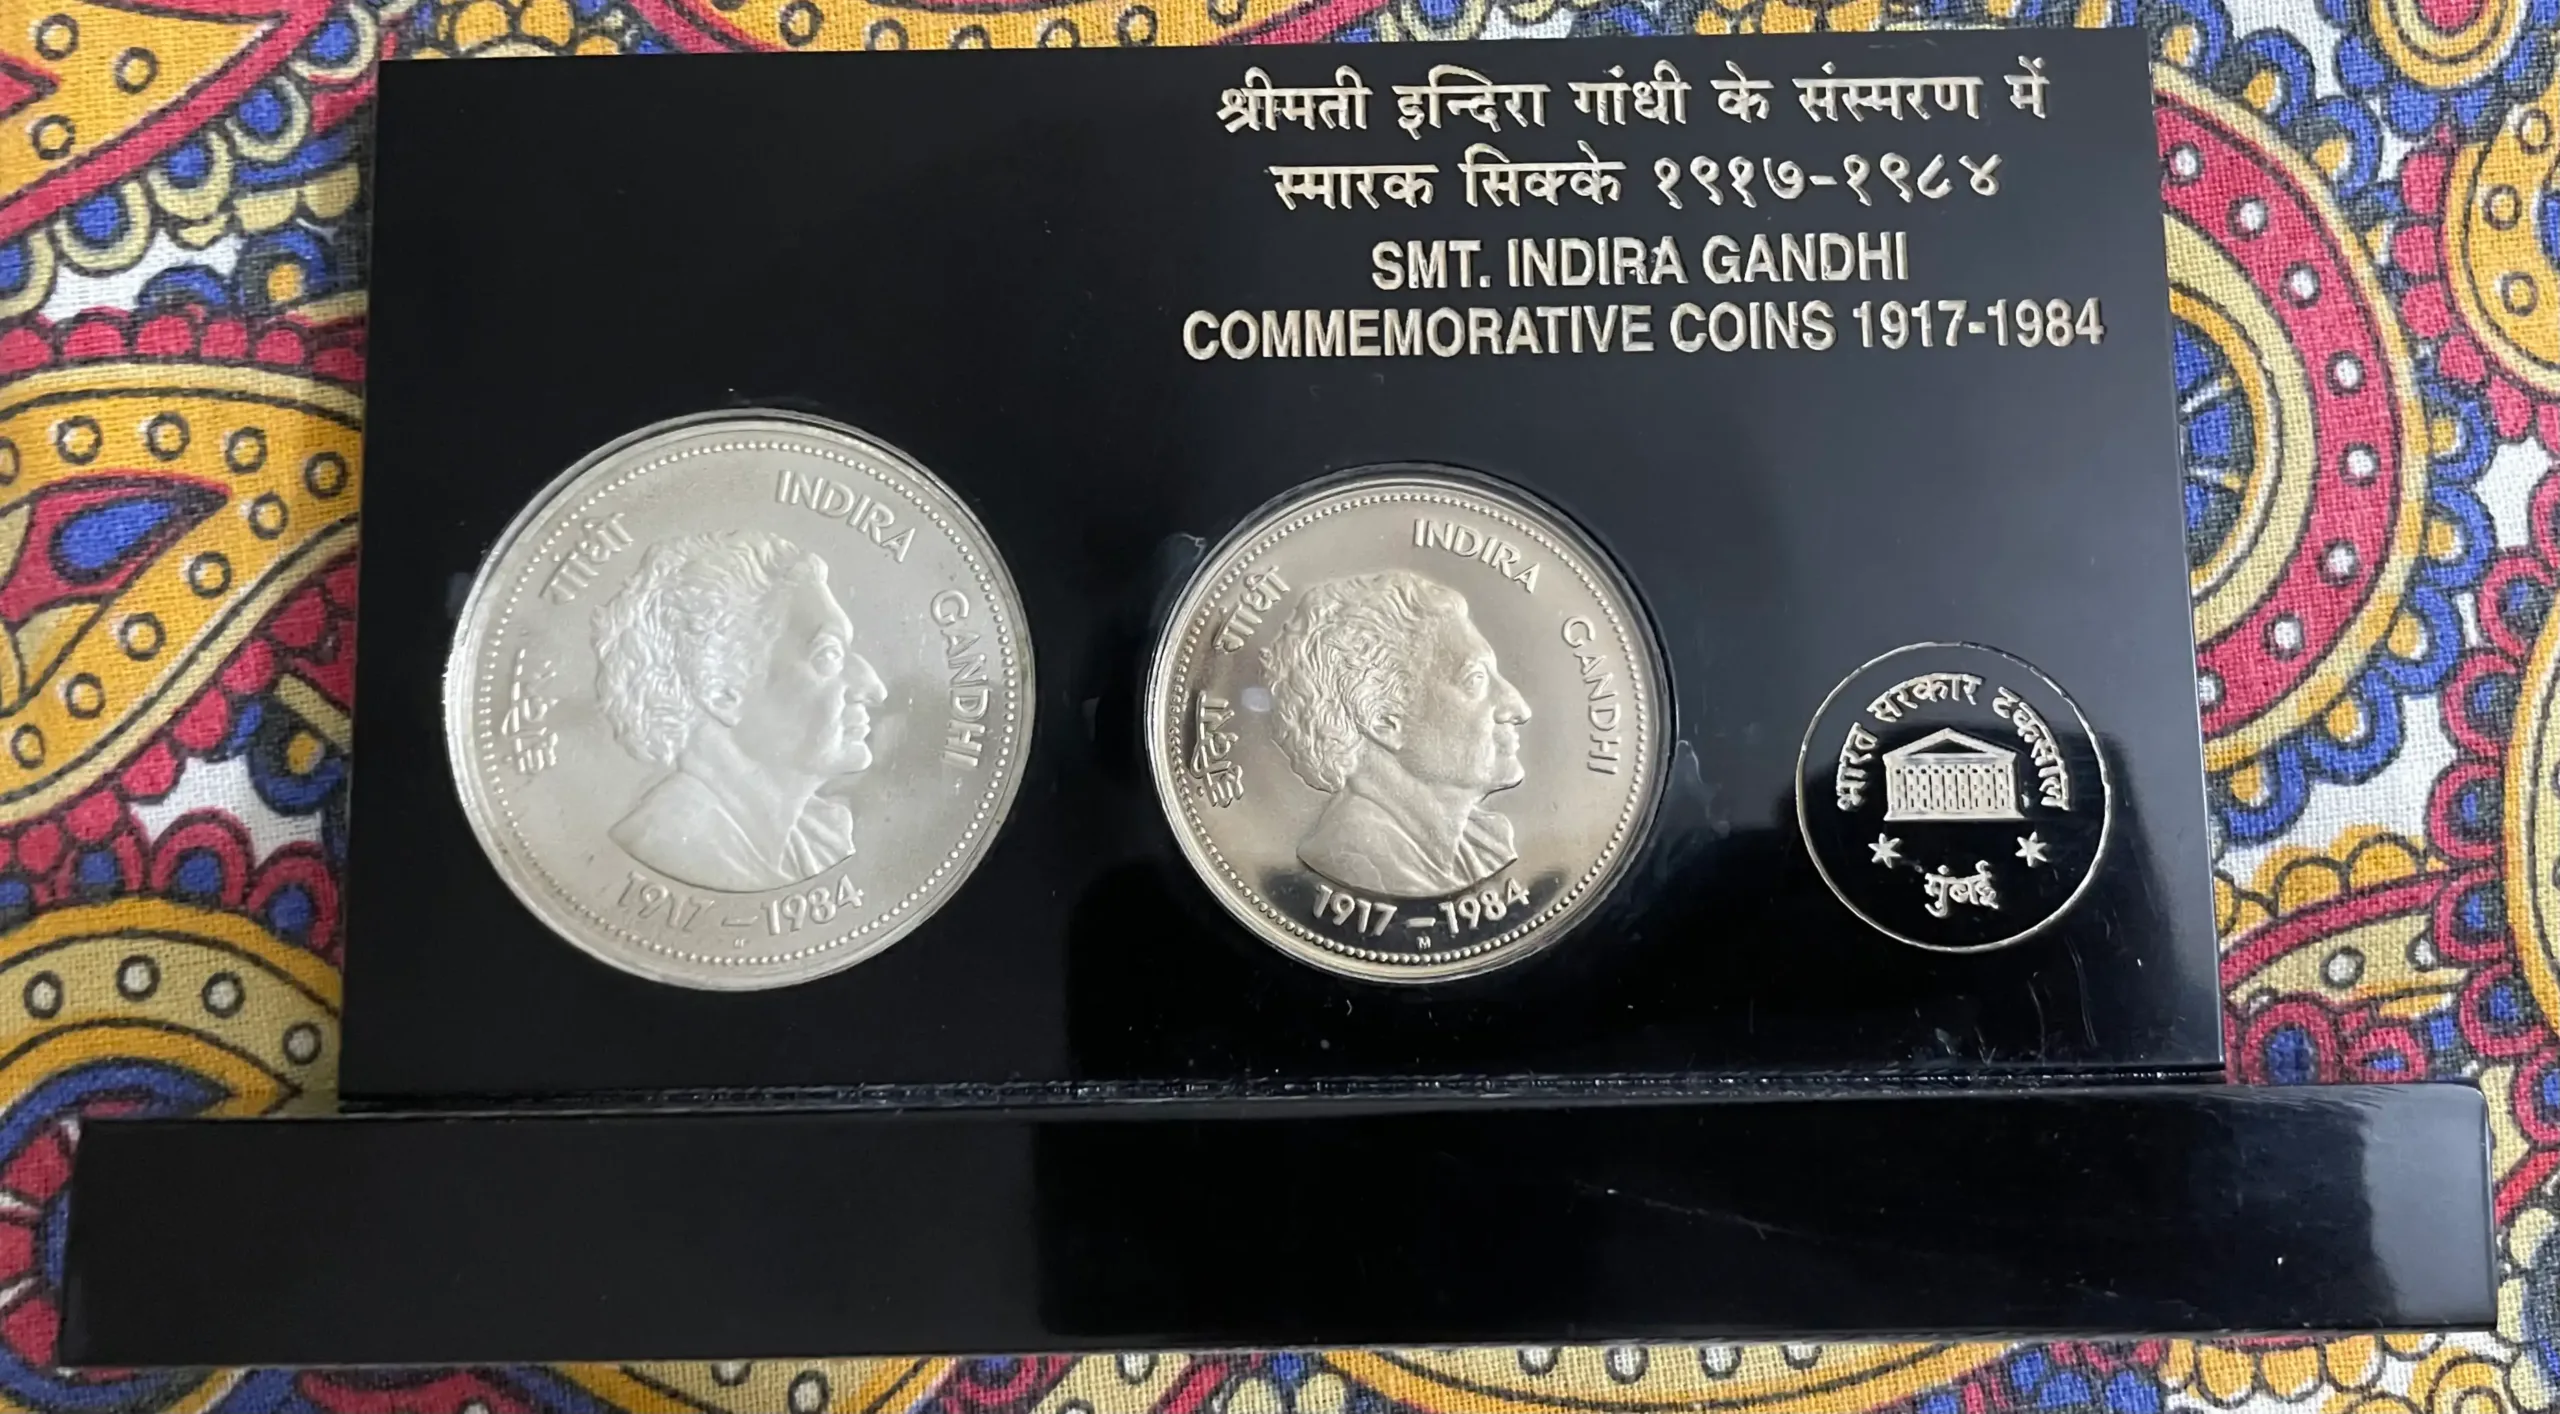 श्रीमती इन्दिरा गांधी के संस्मरण में
स्मारक सिक्के १९१७-१९८४
SMT. INDIRA GANDHI
COMMEMORATIVE COINS 1917-1984
इंदिरा गांधी INDIRA GANDHI
1917 – 1984
इंदिरा गांधी INDIRA GANDHI
1917 – 1984
M
भारत सरकार टकसाल
मुंबई